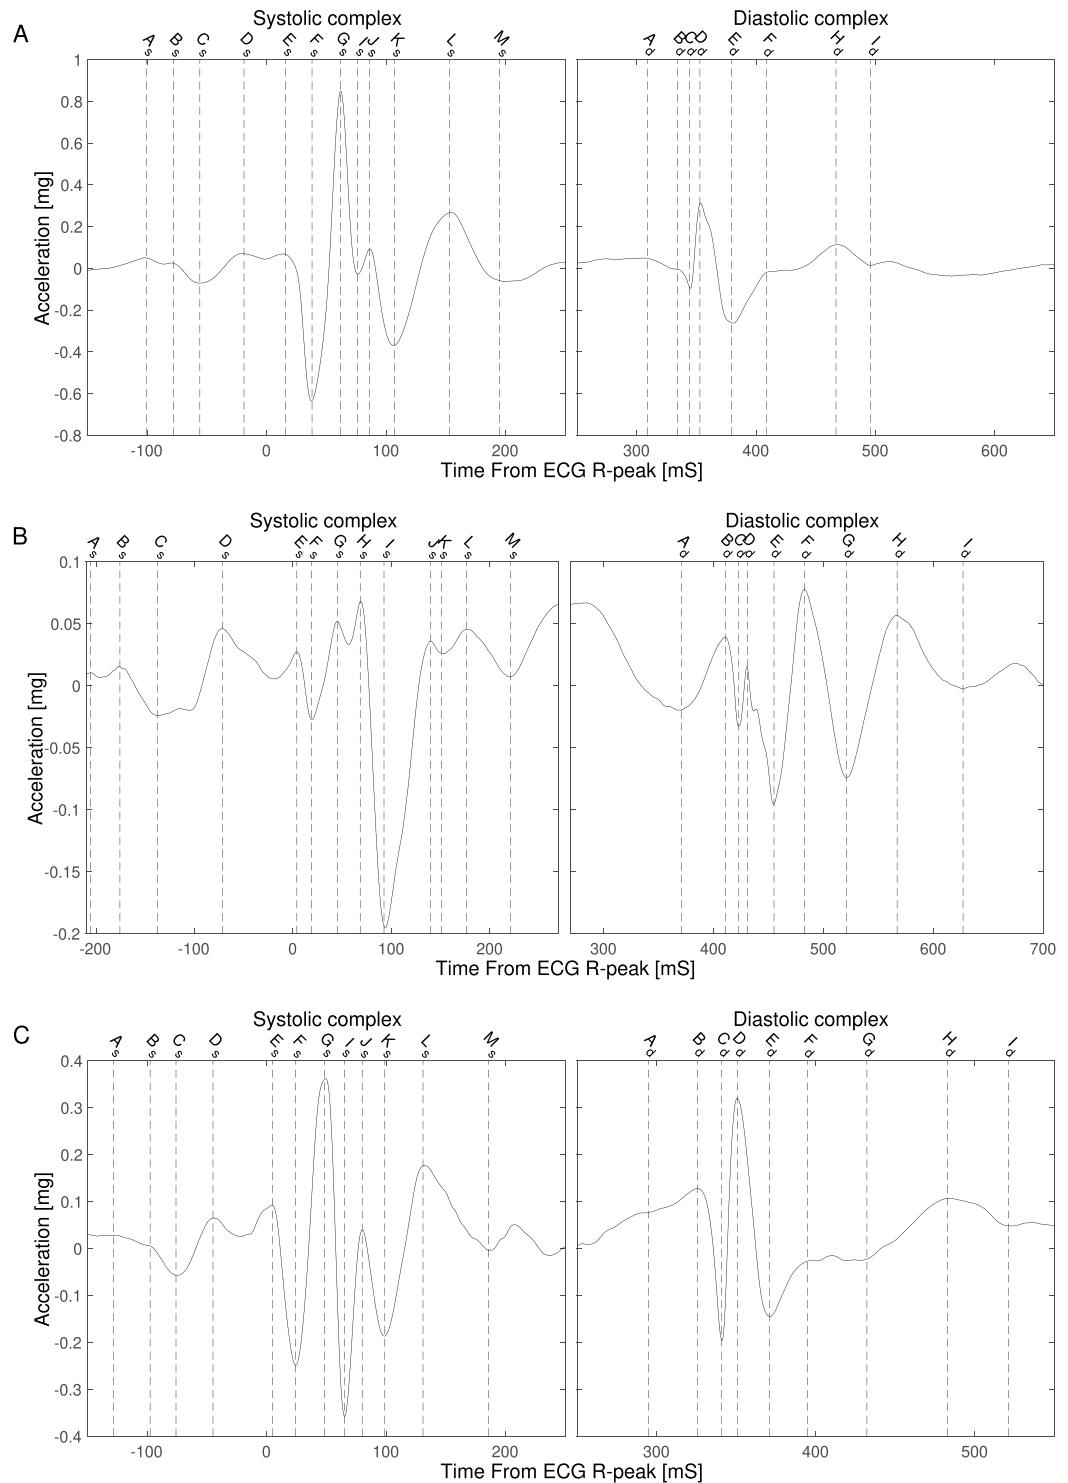 A
Systolic complex
Diastolic complex
As Bs Cs Ds Es Fs Gs Is Js Ks Ls Ms
Ad Bd Cd Dd Ed Fd Hd Id
1
0.8
0.6
0.4
0.2
0
-0.2
-0.4
-0.6
-0.8
Acceleration [mg]
-100 0 100 200 300 400 500 600
Time From ECG R-peak [mS]
B
Systolic complex
Diastolic complex
As Bs Cs Ds Es Fs Gs Hs Is Js Ks Ls Ms
Ad Bd Cd Dd Ed Fd Gd Hd Id
0.1
0.05
0
-0.05
-0.1
-0.15
-0.2
Acceleration [mg]
-200 -100 0 100 200 300 400 500 600 700
Time From ECG R-peak [mS]
C
Systolic complex
Diastolic complex
As Bs Cs Ds Es Fs Gs Is Js Ks Ls Ms
Ad Bd Cd Dd Ed Fd Gd Hd Id
0.4
0.3
0.2
0.1
0
-0.1
-0.2
-0.3
-0.4
Acceleration [mg]
-100 0 100 200 300 400 500
Time From ECG R-peak [mS]